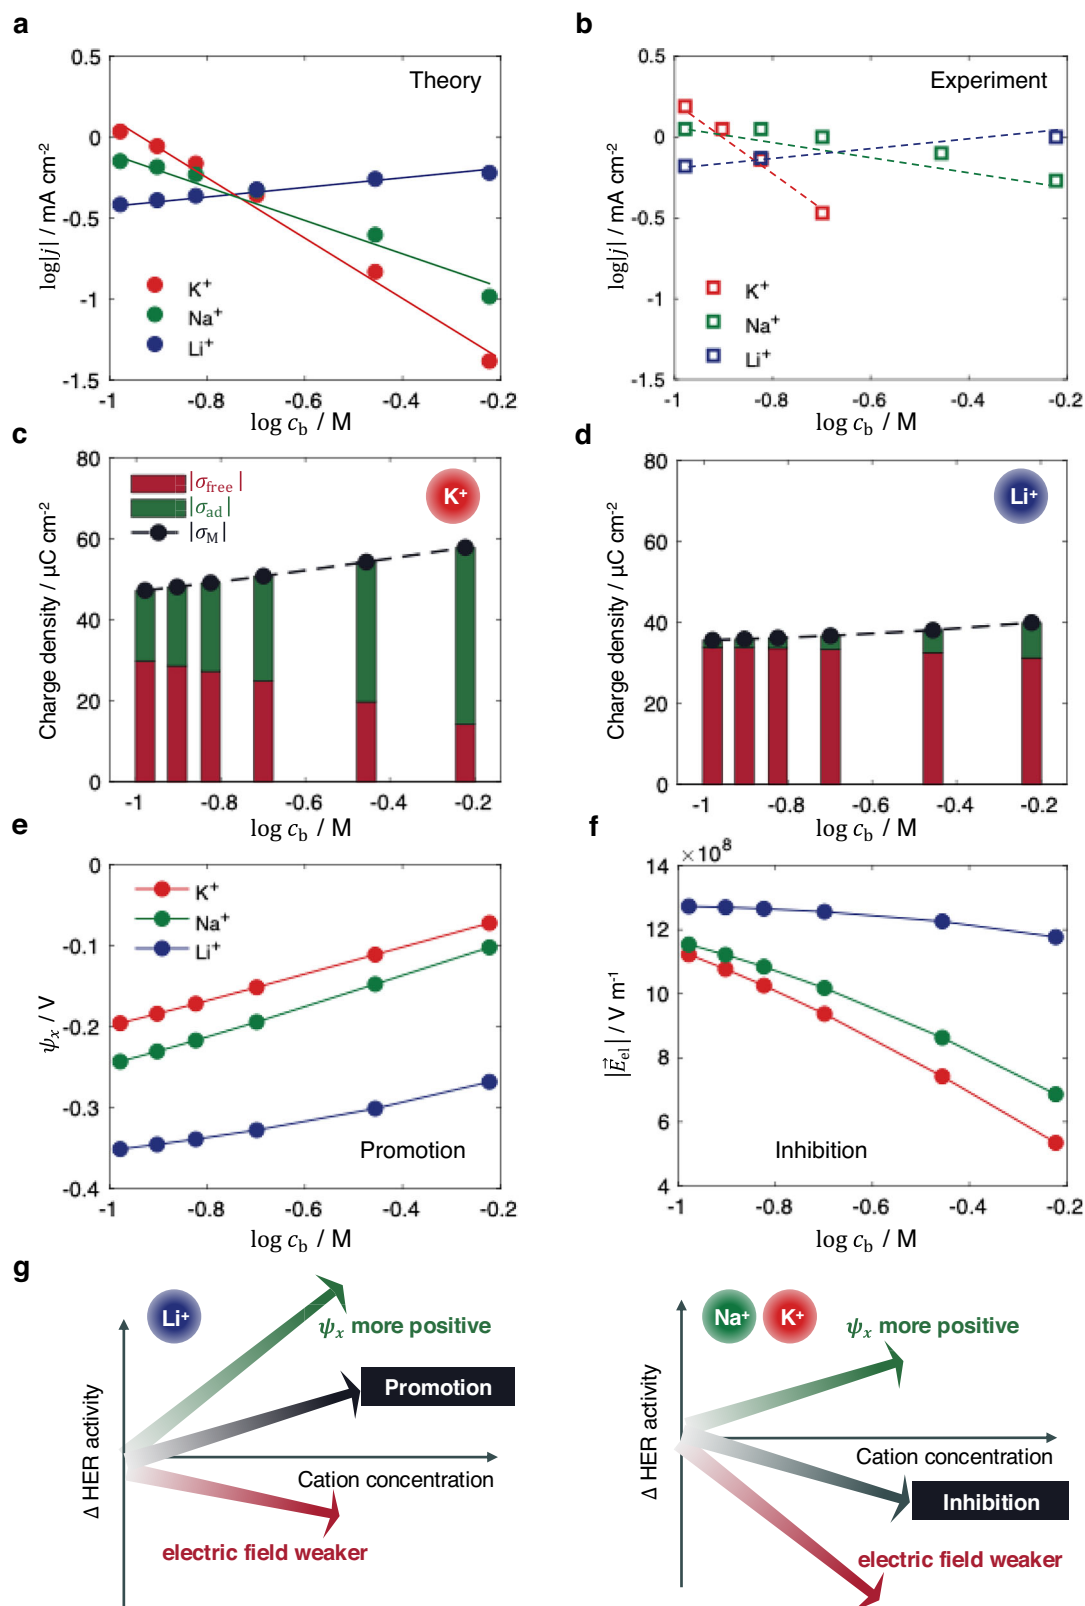 a
Theory
log|j| / mA cm⁻²
0.5
0
-0.5
-1
-1.5
K⁺
Na⁺
Li⁺
-1 -0.8 -0.6 -0.4 -0.2
log c_b / M
b
Experiment
log|j| / mA cm⁻²
0.5
0
-0.5
-1
-1.5
K⁺
Na⁺
Li⁺
-1 -0.8 -0.6 -0.4 -0.2
log c_b / M
c
Charge density / µC cm⁻²
80
60
40
20
0
|σ_free|
|σ_ad|
|σ_M|
K⁺
-1 -0.8 -0.6 -0.4 -0.2
log c_b / M
d
Charge density / µC cm⁻²
80
60
40
20
0
Li⁺
-1 -0.8 -0.6 -0.4 -0.2
log c_b / M
e
ψ_x / V
0
-0.1
-0.2
-0.3
-0.4
K⁺
Na⁺
Li⁺
Promotion
-1 -0.8 -0.6 -0.4 -0.2
log c_b / M
f
×10⁸
|E⃗_el| / V m⁻¹
14
12
10
8
6
4
Inhibition
-1 -0.8 -0.6 -0.4 -0.2
log c_b / M
g
Li⁺
ψ_x more positive
Promotion
Δ HER activity
Cation concentration
electric field weaker
Na⁺ K⁺
ψ_x more positive
Δ HER activity
Cation concentration
Inhibition
electric field weaker